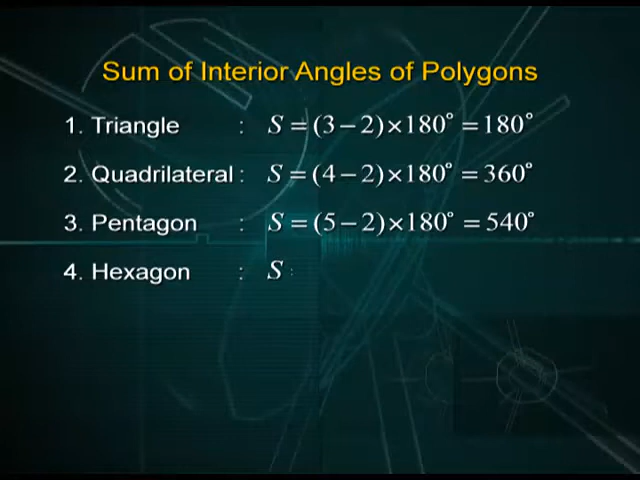 Sum of Interior Angles of Polygons
1. Triangle : S = (3 − 2) × 180° = 180°
2. Quadrilateral : S = (4 − 2) × 180° = 360°
3. Pentagon : S = (5 − 2) × 180° = 540°
4. Hexagon : S